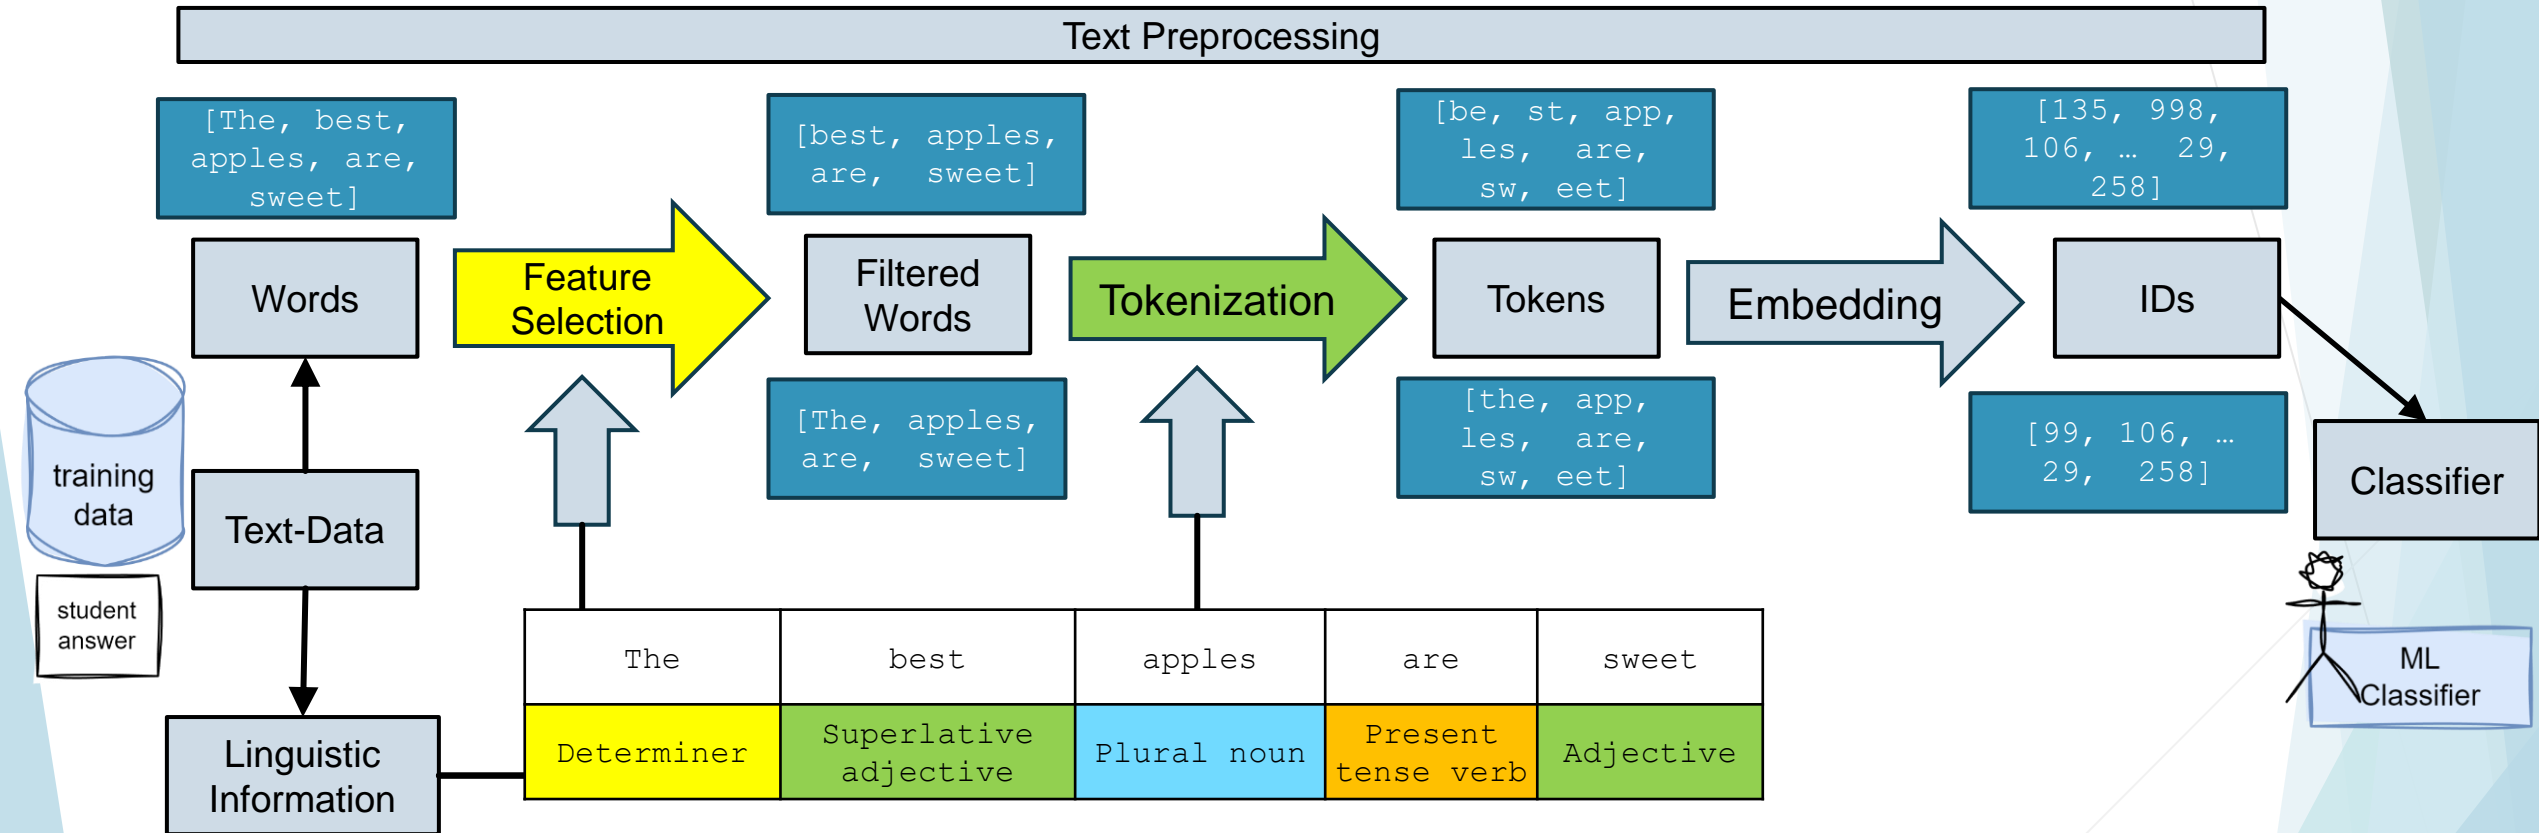 Text Preprocessing
[The, best,
apples, are,
sweet]
[best, apples,
are, sweet]
[be, st, app,
les, are,
sw, eet]
[135, 998,
106, … 29,
258]
Words
Feature
Selection
Filtered
Words
Tokenization
Tokens
Embedding
IDs
[The, apples,
are, sweet]
[the, app,
les, are,
sw, eet]
[99, 106, …
29, 258]
Classifier
training
data
Text-Data
student
answer
Linguistic
Information
The best apples are sweet
Determiner
Superlative
adjective
Plural noun
Present
tense verb
Adjective
ML
Classifier